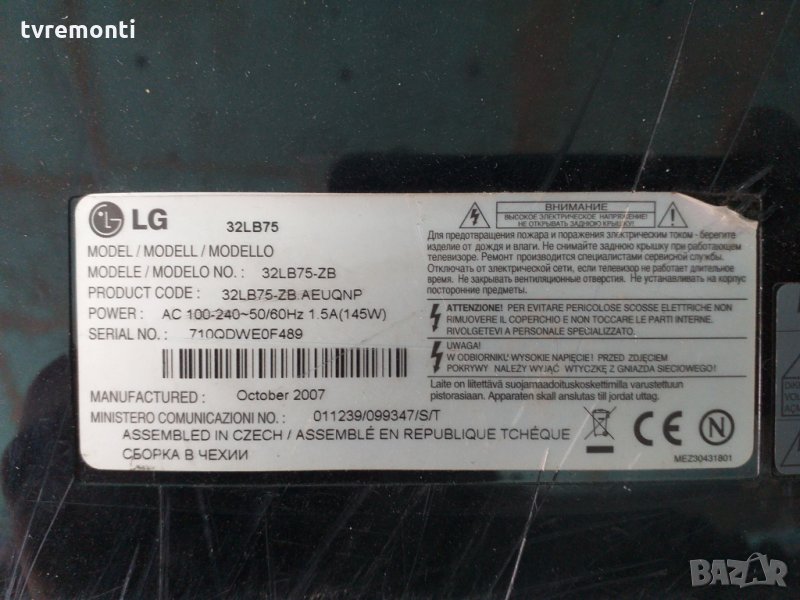 tvremonti
LG 32LB75
MODEL / MODELL / MODELLO
MODELE / MODELO NO. : 32LB75-ZB
PRODUCT CODE : 32LB75-ZB.AEUQNP
POWER : AC 100-240~50/60Hz 1.5A(145W)
SERIAL NO. : 710QDWE0F489
MANUFACTURED : October 2007
MINISTERO COMUNICAZIONI NO. : 011239/099347/S/T
ASSEMBLED IN CZECH / ASSEMBLÉ EN REPUBLIQUE TCHÉQUE
СБОРКА В ЧЕХИИ
ВНИМАНИЕ
ВЫСОКОЕ ЭЛЕКТРИЧЕСКОЕ НАПРЯЖЕНИЕ!
НЕ ОТКРЫВАТЬ ЗАДНЮЮ КРЫШКУ!
Для предотвращения пожара и поражения электрическим током - берегите
изделие от дождя и влаги. Не снимайте заднюю крышку при работающем
телевизоре. Ремонт производится специалистами сервисной службы.
Отключать от электрической сети, если телевизор не работает длительное
время. Не закрывать вентиляционные отверстия. Не устанавливать на корпус
посторонние предметы.
ATTENZIONE! PER EVITARE PERICOLOSE SCOSSE ELETTRICHE NON
RIMUOVERE IL COPERCHIO E NON TOCCARE LE PARTI INTERNE.
RIVOLGETEVI A PERSONALE SPECIALISTI.
UWAGA!
W ODBIORNIKU WYSOKIE NAPIĘCIE! PRZED ZDJĘCIEM
POKRYWY NALEŻY WYJĄĆ WTYCZKĘ Z GNIAZDA SIECIOWEGO!
Laite on liitettävä suojamaadoituskoskettimilla varustettuun
pistorasiaan. Apparaten skall anslutas till jordat uttag.
CE N
MEZ30431801
BAZAR